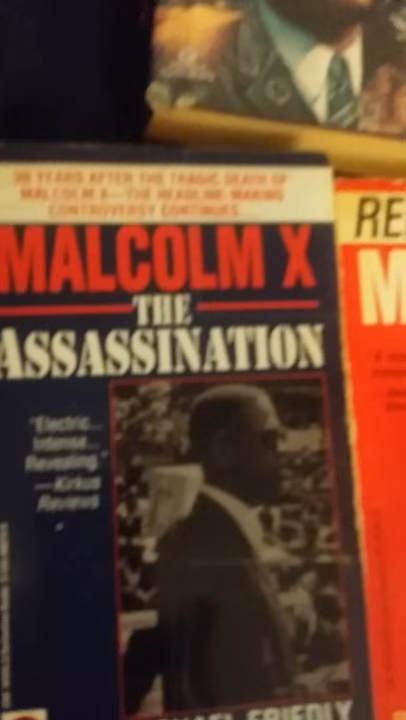 30 YEARS AFTER THE TRAGIC DEATH OF
MALCOLM X—THE HEADLINE-MAKING
CONTROVERSY CONTINUES
MALCOLM X
THE
ASSASSINATION
"Electric...
Intense...
Revealing."
—Kirkus
Reviews
FRIEDLY
RE
M